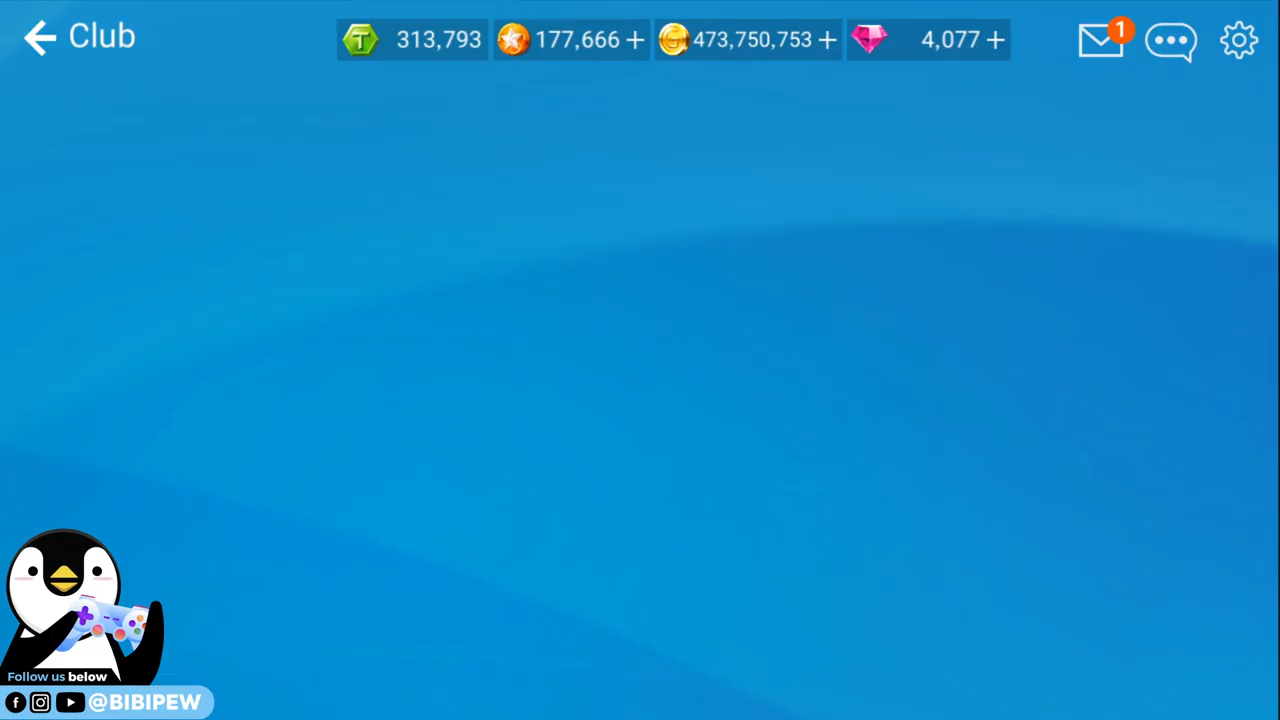 Club
T 313,793 177,666 + 473,750,753 + 4,077 +
1
Follow us below
@BIBIPEW